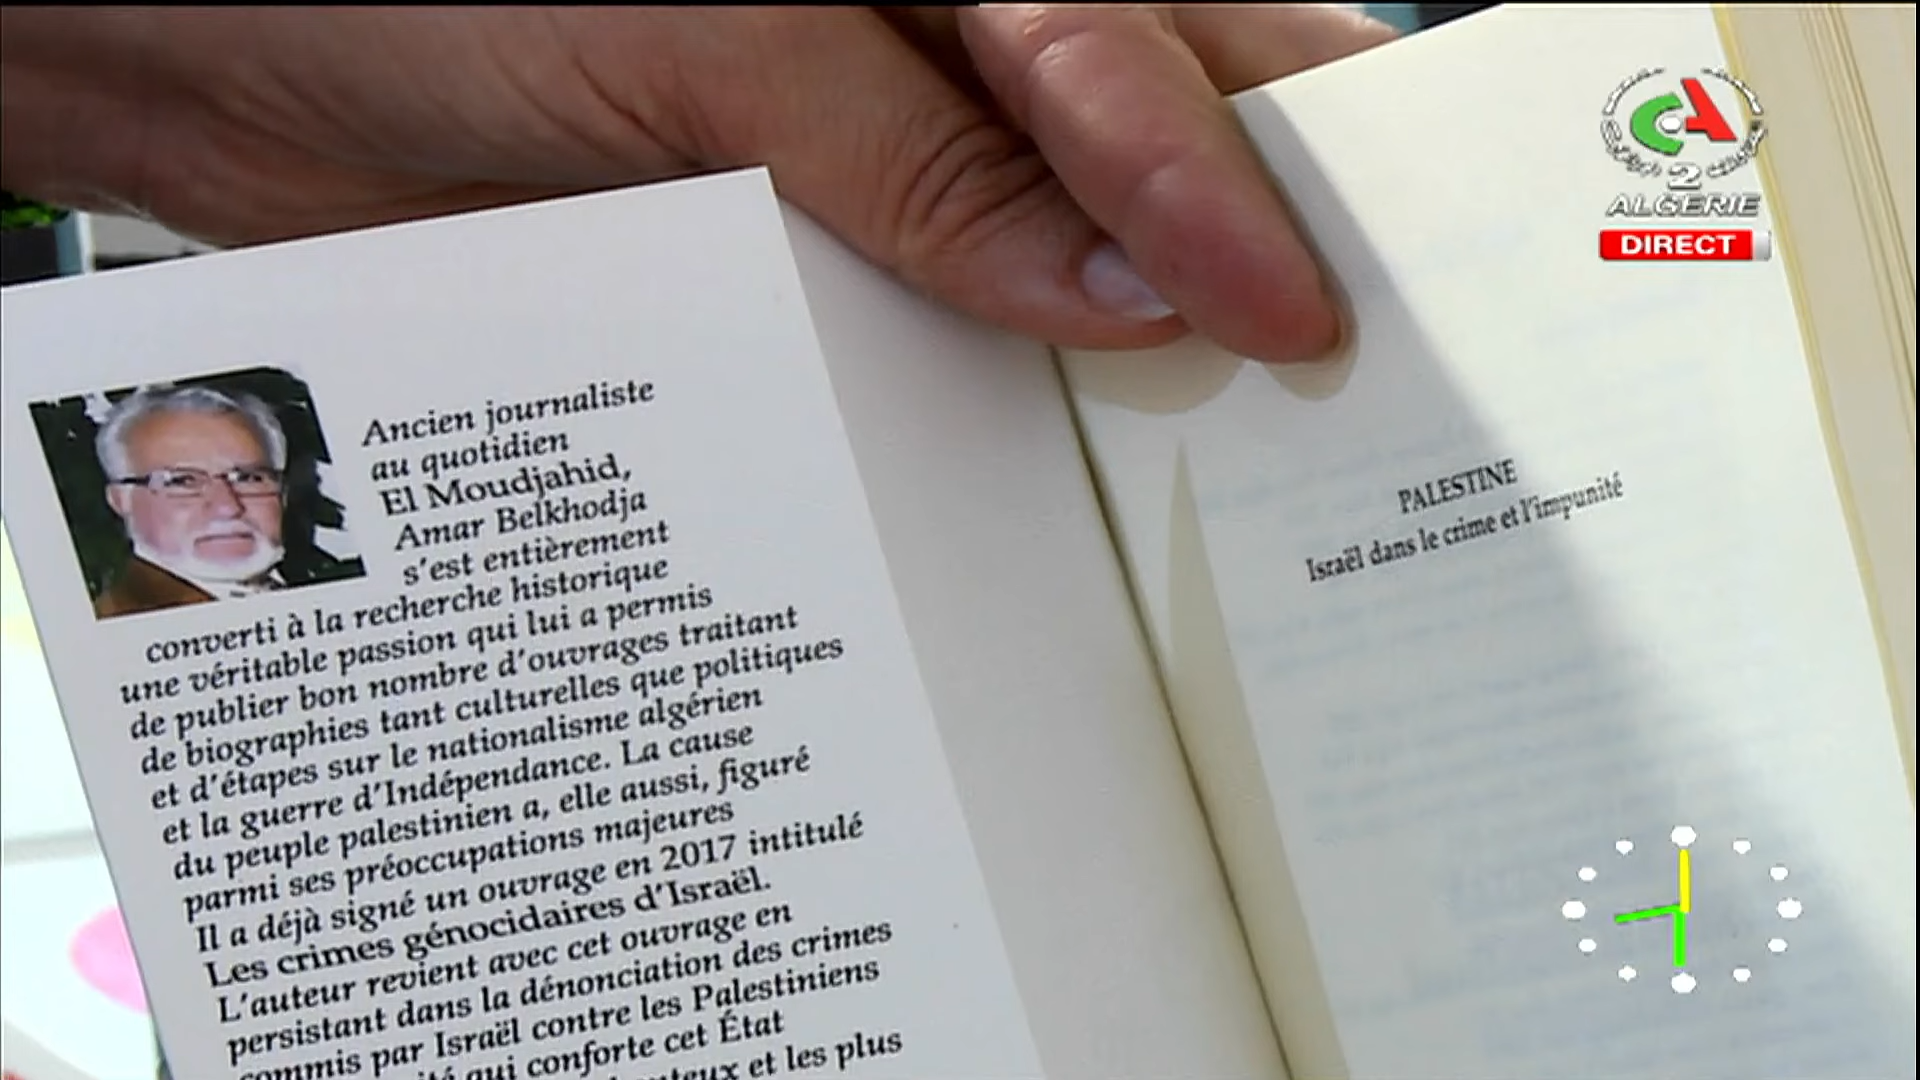 Ancien journaliste
au quotidien
El Moudjahid,
Amar Belkhodja
s'est entièrement
converti à la recherche historique
une véritable passion qui lui a permis
de publier bon nombre d'ouvrages traitant
de biographies tant culturelles que politiques
et d'étapes sur le nationalisme algérien
et la guerre d'Indépendance. La cause
du peuple palestinien a, elle aussi, figuré
parmi ses préoccupations majeures
Il a déjà signé un ouvrage en 2017 intitulé
Les crimes génocidaires d'Israël.
L'auteur revient avec cet ouvrage en
persistant dans la dénonciation des crimes
commis par Israël contre les Palestiniens
qui conforte cet État
et les plus
PALESTINE
Israël dans le crime et l'impunité
CA
2
ALGERIE
DIRECT